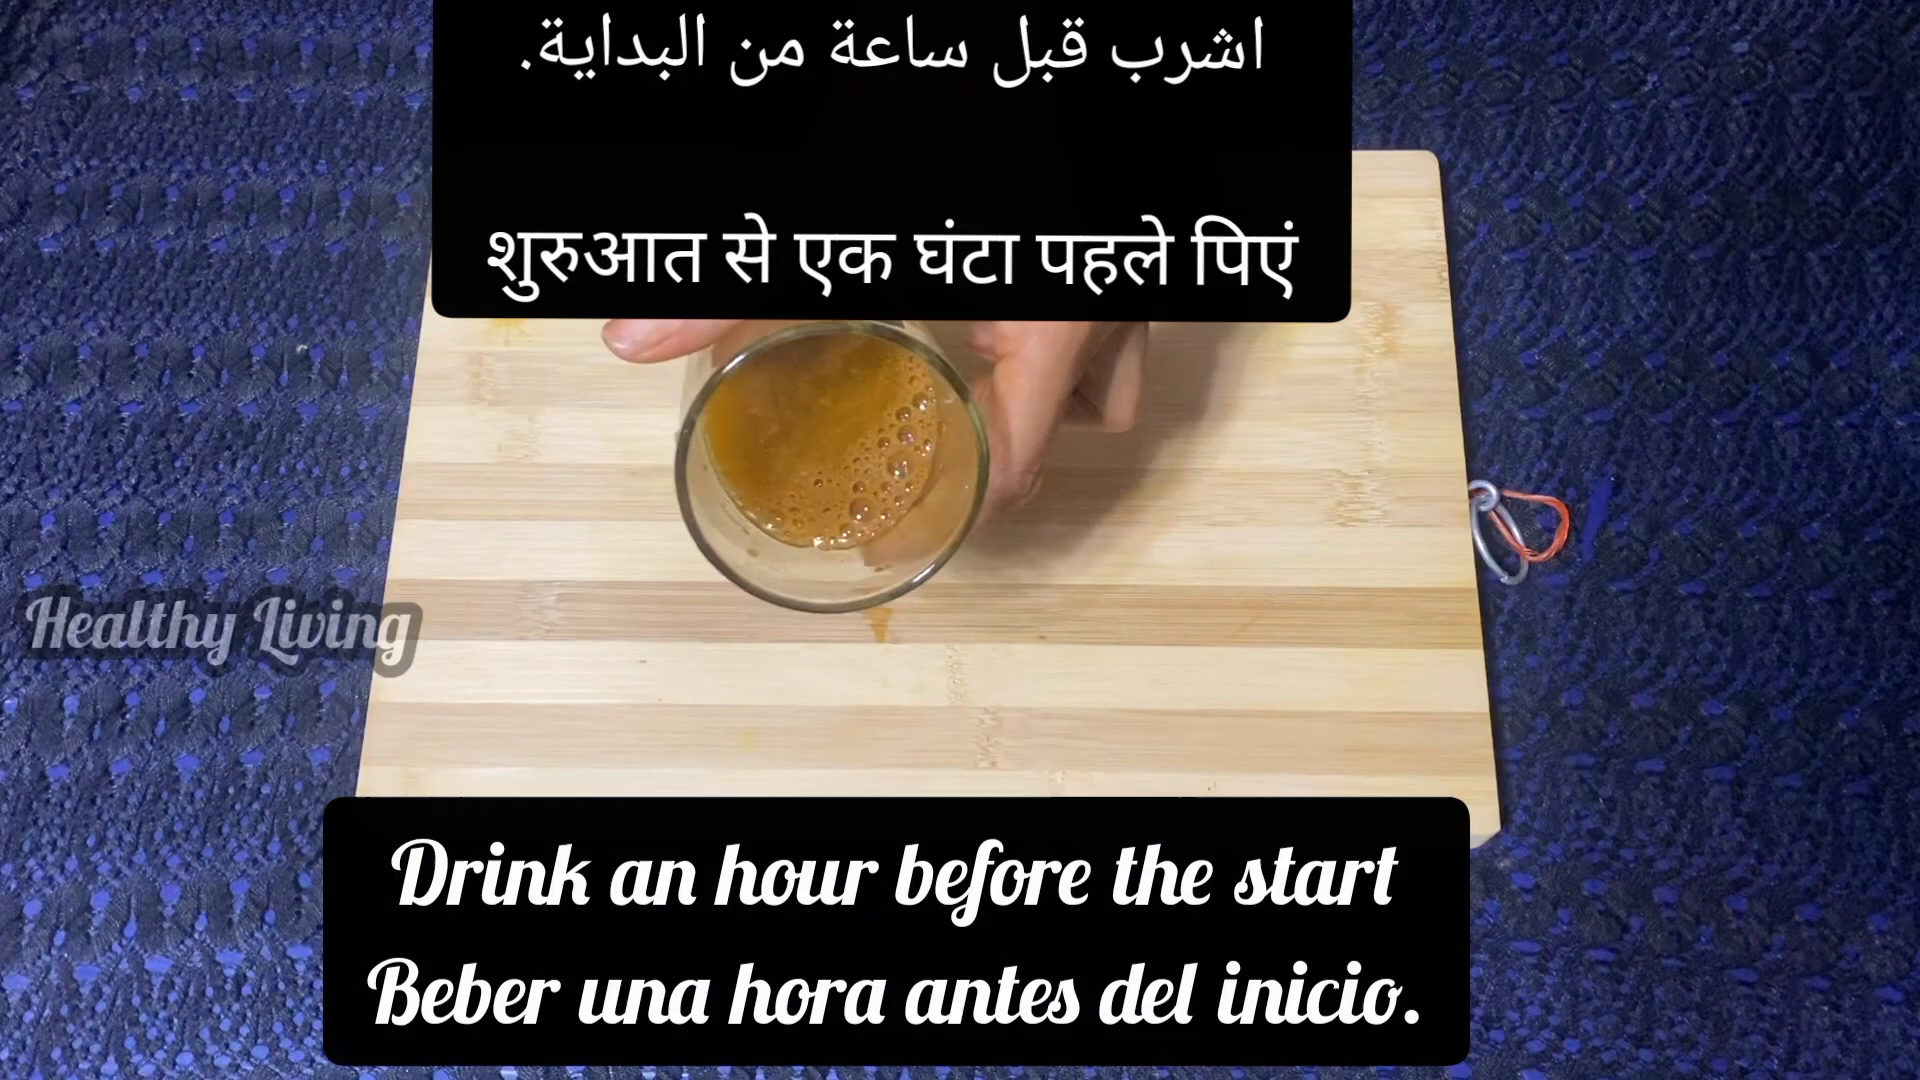 اشرب قبل ساعة من البداية.
शुरुआत से एक घंटा पहले पिएं
Healthy Living
Drink an hour before the start
Beber una hora antes del inicio.